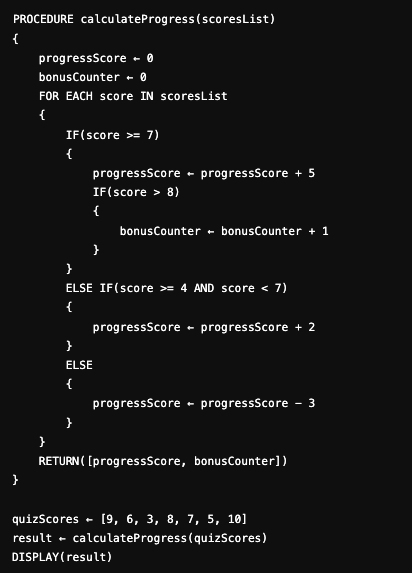 PROCEDURE calculateProgress(scoresList)
{
    progressScore ← 0
    bonusCounter ← 0
    FOR EACH score IN scoresList
    {
        IF(score >= 7)
        {
            progressScore ← progressScore + 5
            IF(score > 8)
            {
                bonusCounter ← bonusCounter + 1
            }
        }
        ELSE IF(score >= 4 AND score < 7)
        {
            progressScore ← progressScore + 2
        }
        ELSE
        {
            progressScore ← progressScore − 3
        }
    }
    RETURN([progressScore, bonusCounter])
}

quizScores ← [9, 6, 3, 8, 7, 5, 10]
result ← calculateProgress(quizScores)
DISPLAY(result)